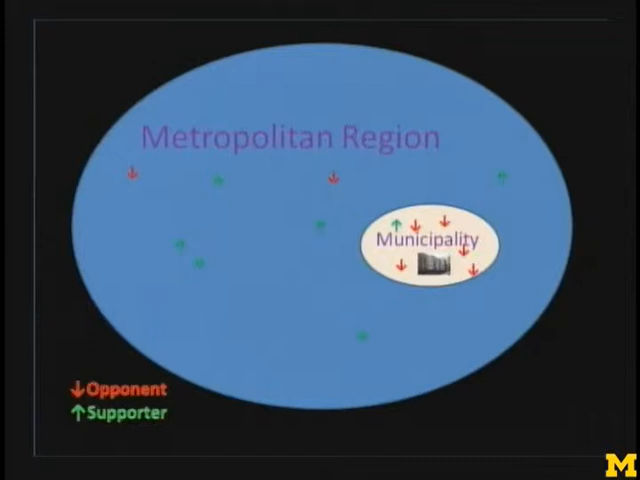 Metropolitan Region
Municipality
↓Opponent
↑Supporter
M